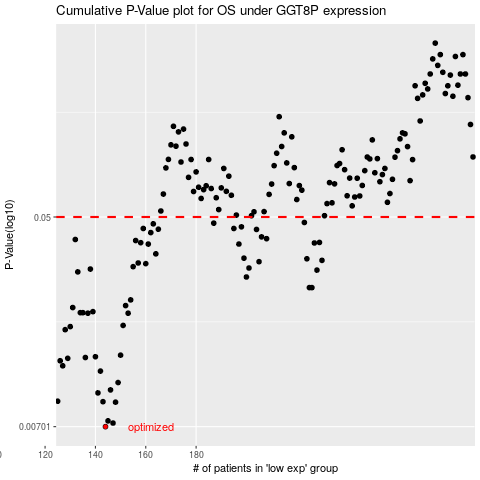 Cumulative P-Value plot for OS under GGT8P expression
P-Value(log10)
0.05
0.00701
optimized
0
120
140
160
180
# of patients in 'low exp' group